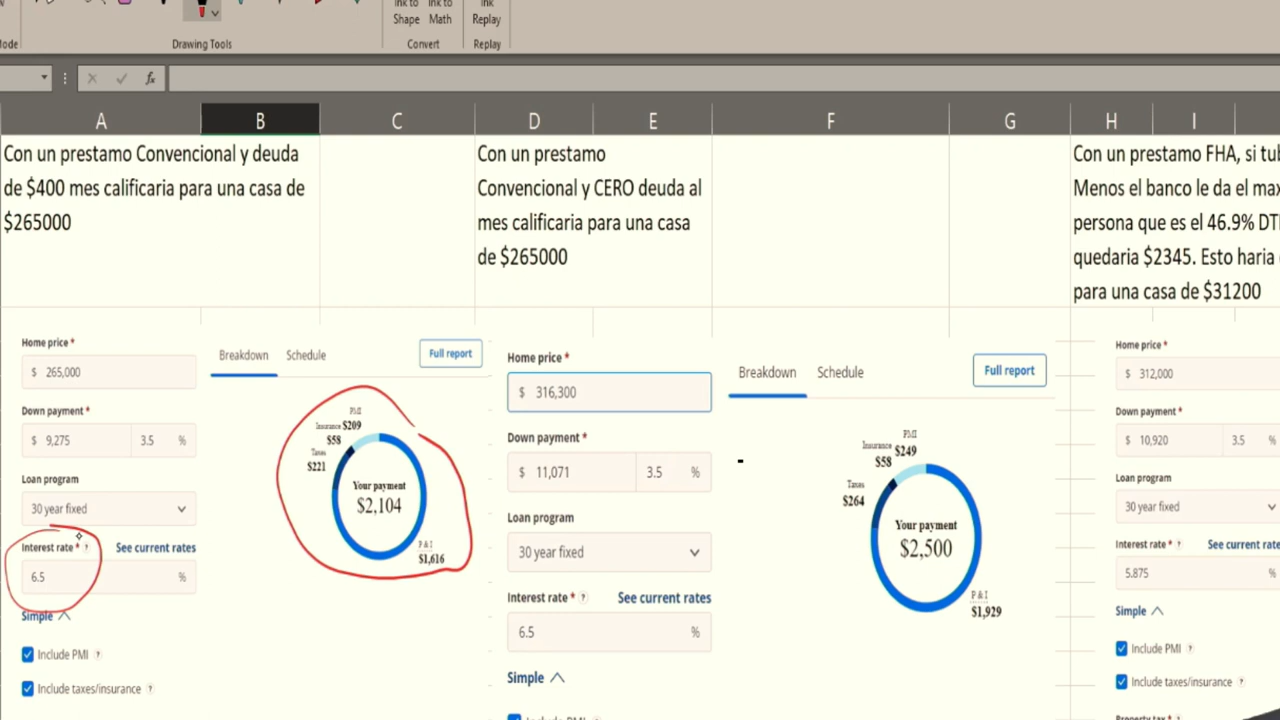 Ink to
Shape
Ink to
Math
Ink
Replay
Drawing Tools
Convert
Replay
fx
A
B
C
D
E
F
G
H
I
Con un prestamo Convencional y deuda
de $400 mes calificaria para una casa de
$265000
Con un prestamo
Convencional y CERO deuda al
mes calificaria para una casa
de $265000
Con un prestamo FHA, si
Menos el banco le da el
persona que es el 46.9%
quedaria $2345. Esto haria
para una casa de $31200
Home price *
$ 265,000
Down payment *
$ 9,275
3.5 %
Loan program
30 year fixed
Interest rate * ?
See current rates
6.5 %
Simple
Include PMI ?
Include taxes/insurance ?
Breakdown
Schedule
Full report
PMI
$209
Insurance
$58
Taxes
$221
Your payment
$2,104
P & I
$1,616
Home price *
$ 316,300
Down payment *
$ 11,071
3.5 %
Loan program
30 year fixed
Interest rate * ?
See current rates
6.5 %
Simple
Breakdown
Schedule
Full report
-
PMI
$249
Insurance
$58
Taxes
$264
Your payment
$2,500
P & I
$1,929
Home price *
$ 312,000
Down payment *
$ 10,920
3.5 %
Loan program
30 year fixed
Interest rate * ?
See current
5.875 %
Simple
Include PMI ?
Include taxes/insurance ?